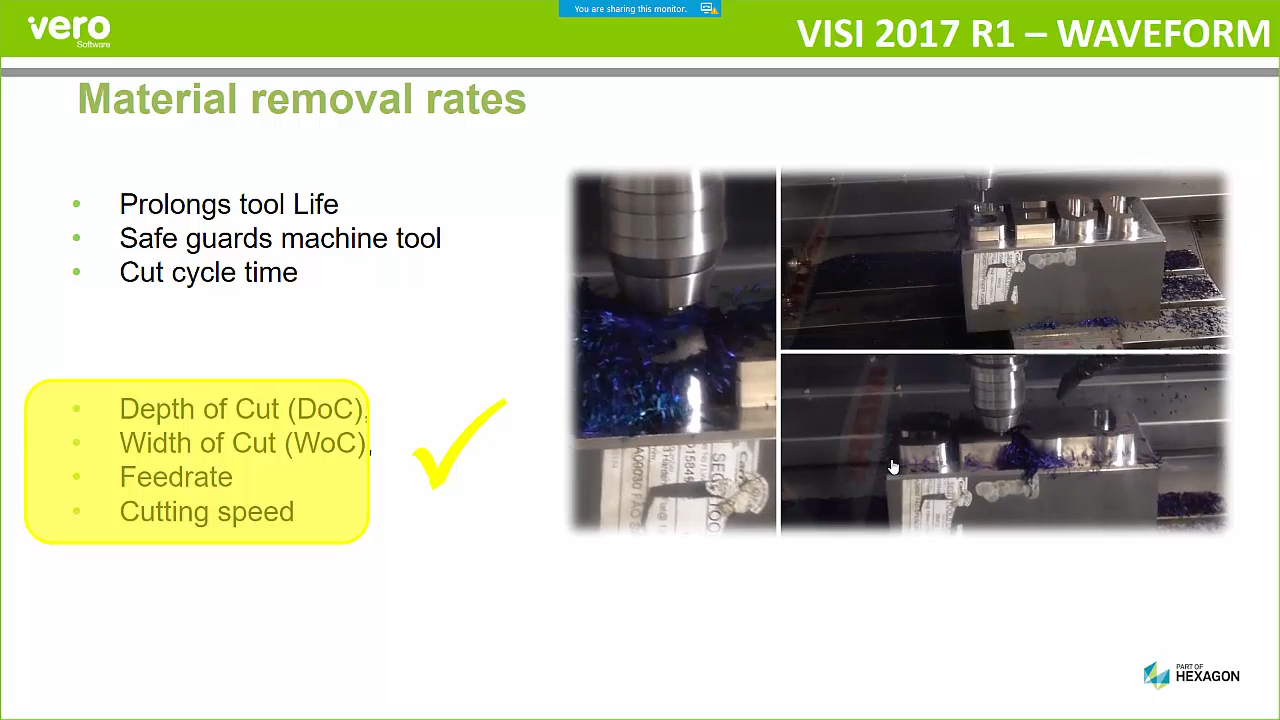 You are sharing this monitor.
vero
Software
VISI 2017 R1 – WAVEFORM
Material removal rates
• Prolongs tool Life
• Safe guards machine tool
• Cut cycle time
• Depth of Cut (DoC),
• Width of Cut (WoC),
• Feedrate
• Cutting speed
PART OF
HEXAGON